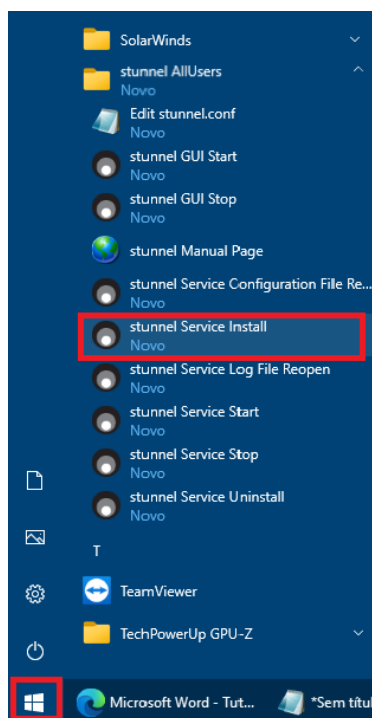 SolarWinds
stunnel AllUsers
Novo
Edit stunnel.conf
Novo
stunnel GUI Start
Novo
stunnel GUI Stop
Novo
stunnel Manual Page
stunnel Service Configuration File Re...
Novo
stunnel Service Install
Novo
stunnel Service Log File Reopen
Novo
stunnel Service Start
Novo
stunnel Service Stop
Novo
stunnel Service Uninstall
Novo
T
TeamViewer
TechPowerUp GPU-Z
Microsoft Word - Tut... *Sem títu